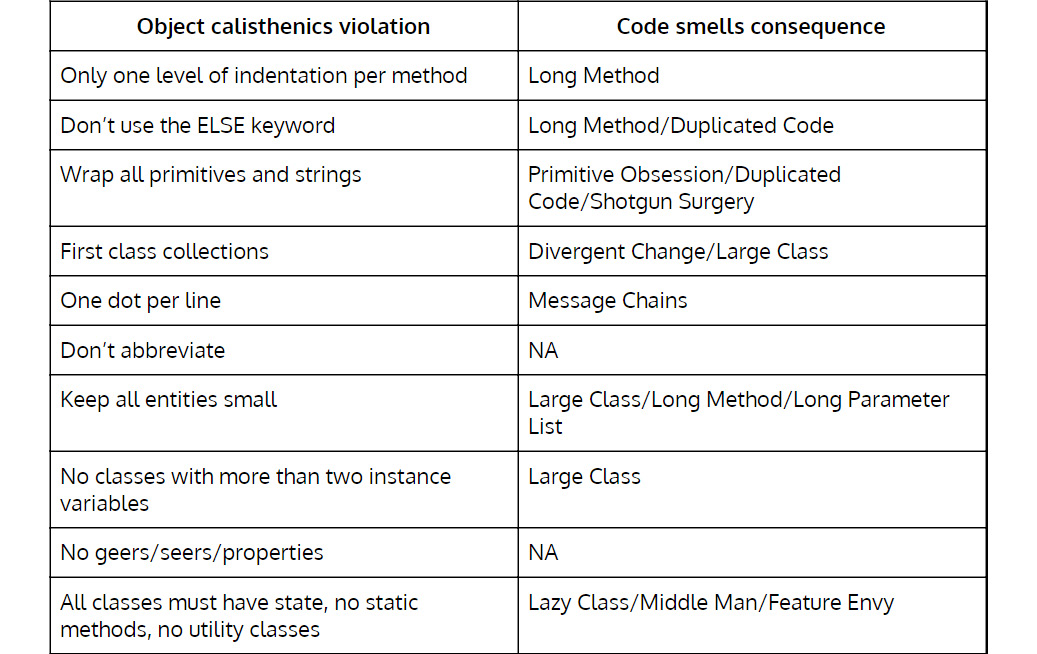 Object calisthenics violation
Code smells consequence
Only one level of indentation per method
Long Method
Don’t use the ELSE keyword
Long Method/Duplicated Code
Wrap all primitives and strings
Primitive Obsession/Duplicated
Code/Shotgun Surgery
First class collections
Divergent Change/Large Class
One dot per line
Message Chains
Don’t abbreviate
NA
Keep all entities small
Large Class/Long Method/Long Parameter
List
No classes with more than two instance
variables
Large Class
No geers/seers/properties
NA
All classes must have state, no static
methods, no utility classes
Lazy Class/Middle Man/Feature Envy